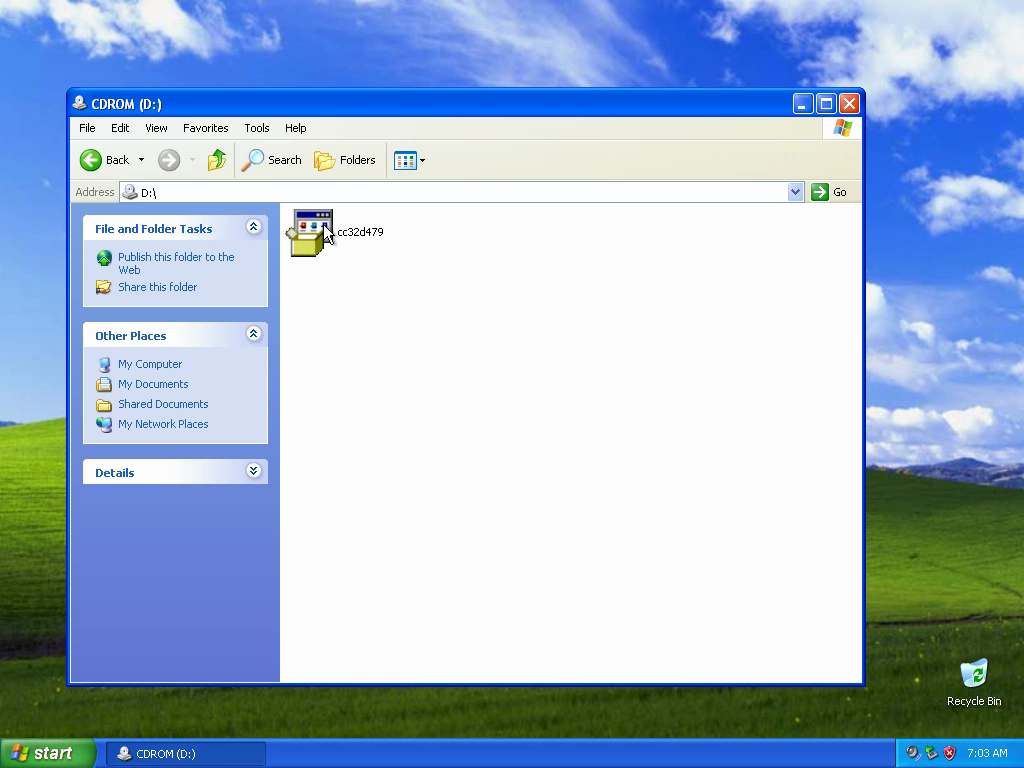 CDROM (D:)
File Edit View Favorites Tools Help
Back Search Folders
Address D:\ Go
File and Folder Tasks
Publish this folder to the
Web
Share this folder
Other Places
My Computer
My Documents
Shared Documents
My Network Places
Details
cc32d479
Recycle Bin
start CDROM (D:) 7:03 AM